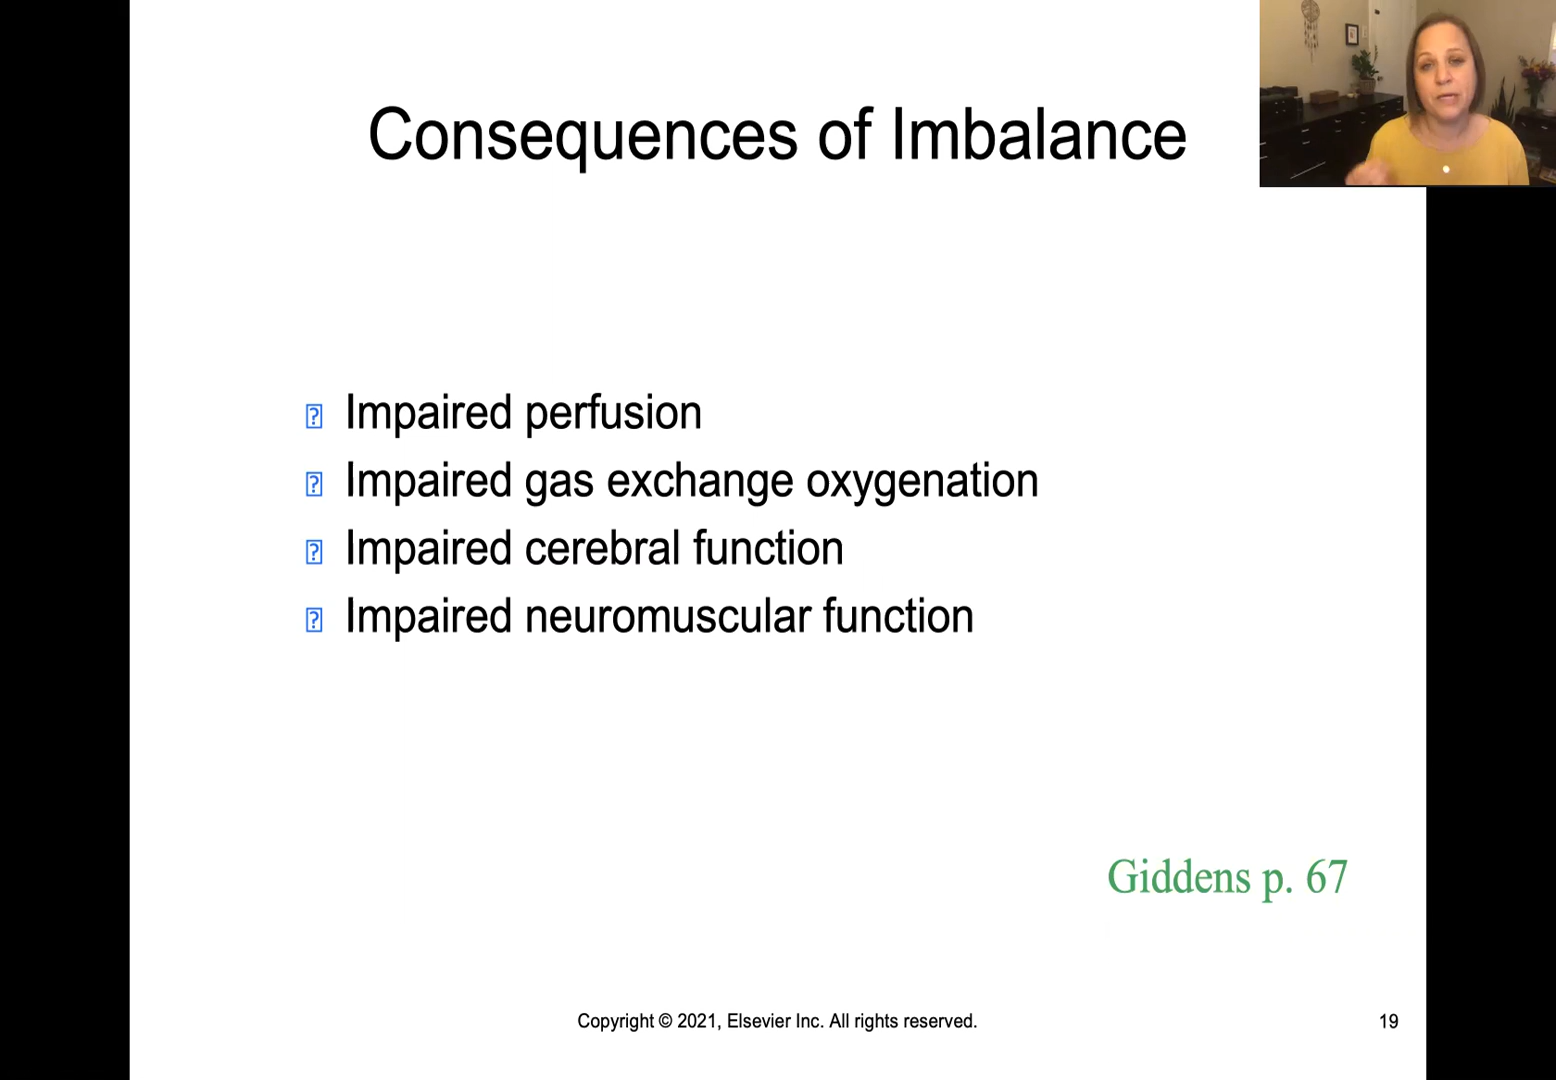 Consequences of Imbalance
Impaired perfusion
Impaired gas exchange oxygenation
Impaired cerebral function
Impaired neuromuscular function
Giddens p. 67
Copyright © 2021, Elsevier Inc. All rights reserved.
19